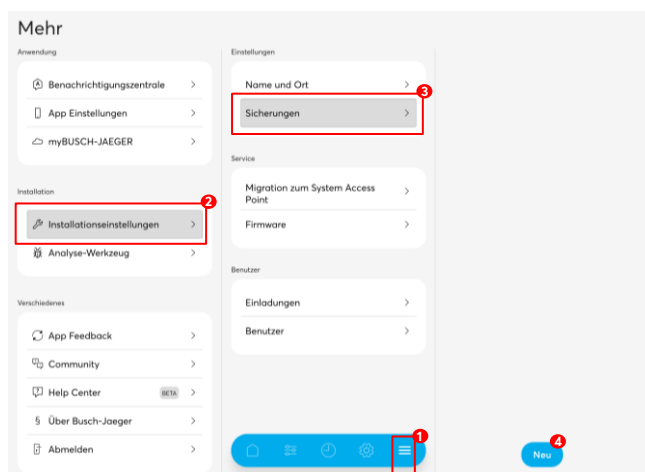 Mehr
Anwendung
Benachrichtigungszentrale
App Einstellungen
myBUSCH-JAEGER
Installation
2
Installationseinstellungen
Analyse-Werkzeug
Verschiedenes
App Feedback
Community
Help Center BETA
§ Über Busch-Jaeger
Abmelden
Einstellungen
Name und Ort
3
Sicherungen
Service
Migration zum System Access
Point
Firmware
Benutzer
Einladungen
Benutzer
1
4
Neu